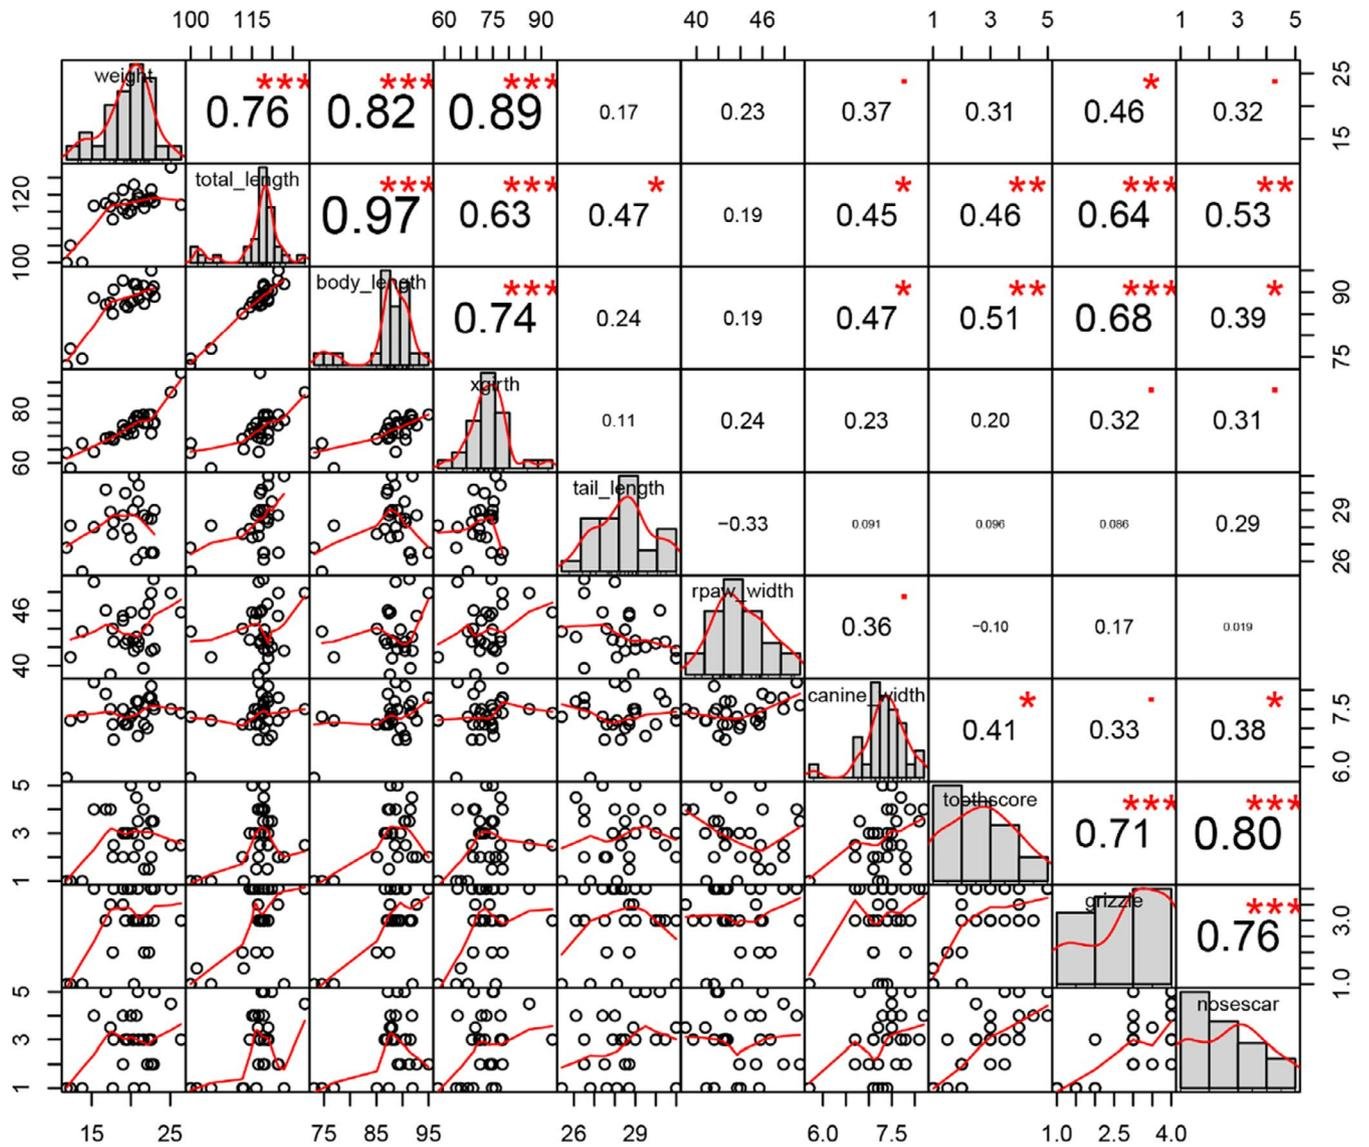 100 115 60 75 90 40 46 1 3 5 1 3 5
weight *** 0.76 *** 0.82 *** 0.89 0.17 0.23 0.37 . 0.31 0.46 * 0.32 . 15 25
100 120 total_length *** 0.97 *** 0.63 * 0.47 0.19 * 0.45 ** 0.46 *** 0.64 ** 0.53
body_length *** 0.74 0.24 0.19 * 0.47 ** 0.51 *** 0.68 * 0.39 75 90
60 80 xgirth 0.11 0.24 0.23 0.20 0.32 . 0.31 .
tail_length −0.33 0.091 0.096 0.086 0.29 26 29
40 46 rpaw_width 0.36 . −0.10 0.17 0.019
canine_width * 0.41 0.33 . * 0.38 6.0 7.5
1 3 5 toothscore *** 0.71 *** 0.80
grizzle *** 0.76 1.0 3.0
1 3 5 nosescar
15 25 75 85 95 26 29 6.0 7.5 1.0 2.5 4.0